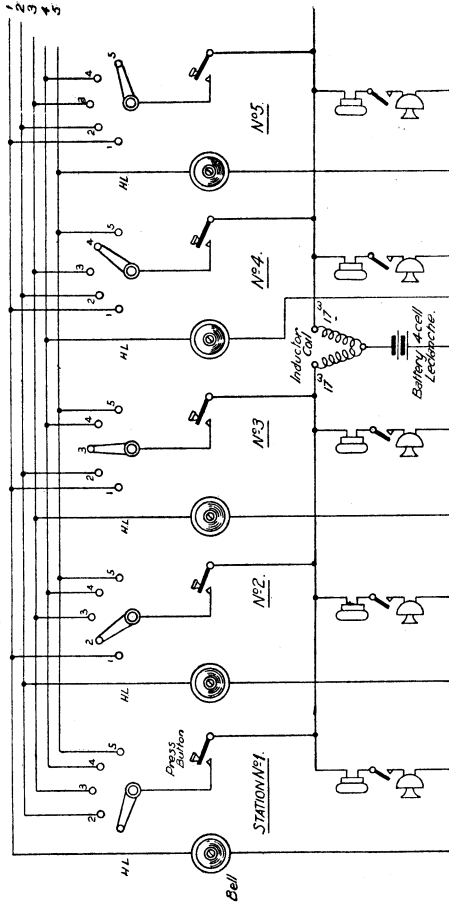 1
2
3
4
5
HL
2
3
4
5
HL
1
2
3
4
5
HL
1
2
3
4
5
HL
1
2
3
4
5
HL
1
2
3
4
5
Press
Button
Bell
STATION Nº1.
Nº2.
Nº3
Nº4.
Nº5.
Inductor
Coil
17 ω
17 ω
Battery 4 cell
Leclanche.